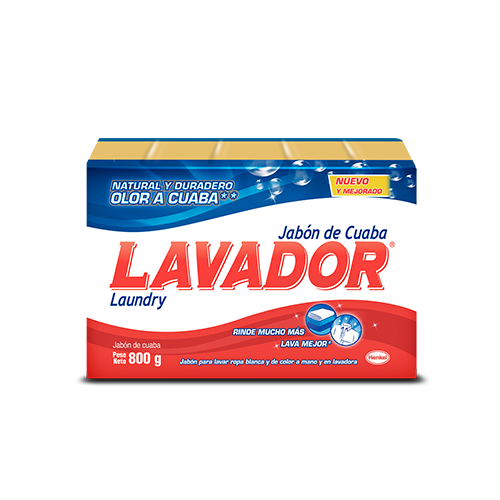 NATURAL Y DURADERO
OLOR A CUABA**
NUEVO
Y MEJORADO
Jabón de Cuaba
LAVADOR®
Laundry
RINDE MUCHO MÁS
LAVA MEJOR*
Jabón de cuaba
Peso
Neto 800 g
Jabón para lavar ropa blanca y de color a mano y en lavadora
Henkel